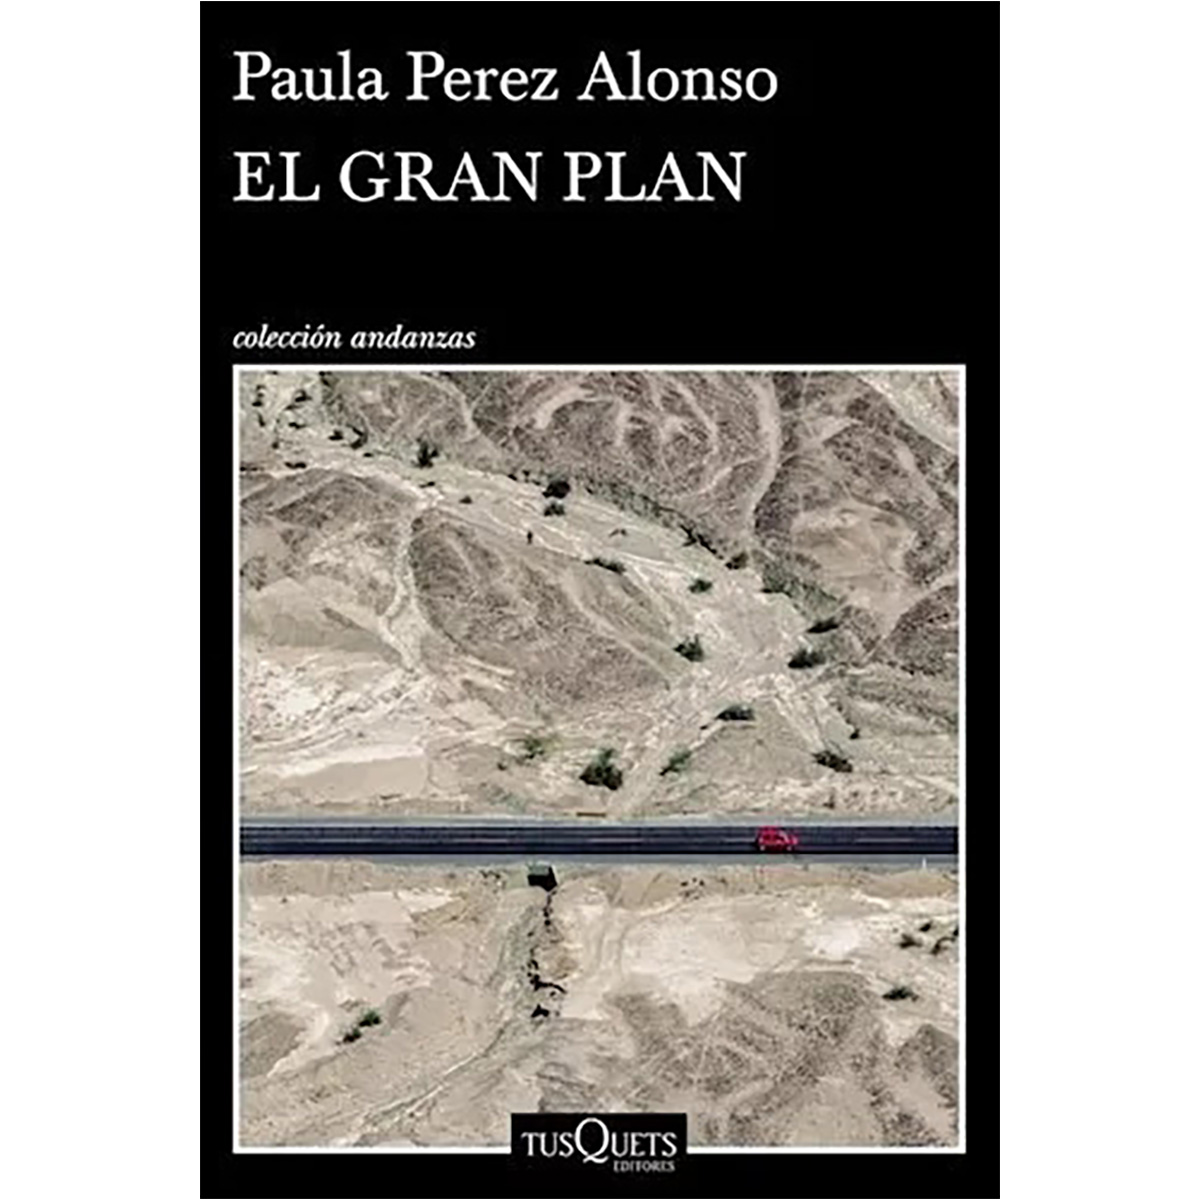 Paula Perez Alonso
EL GRAN PLAN
colección andanzas
TUSQUETS
EDITORES